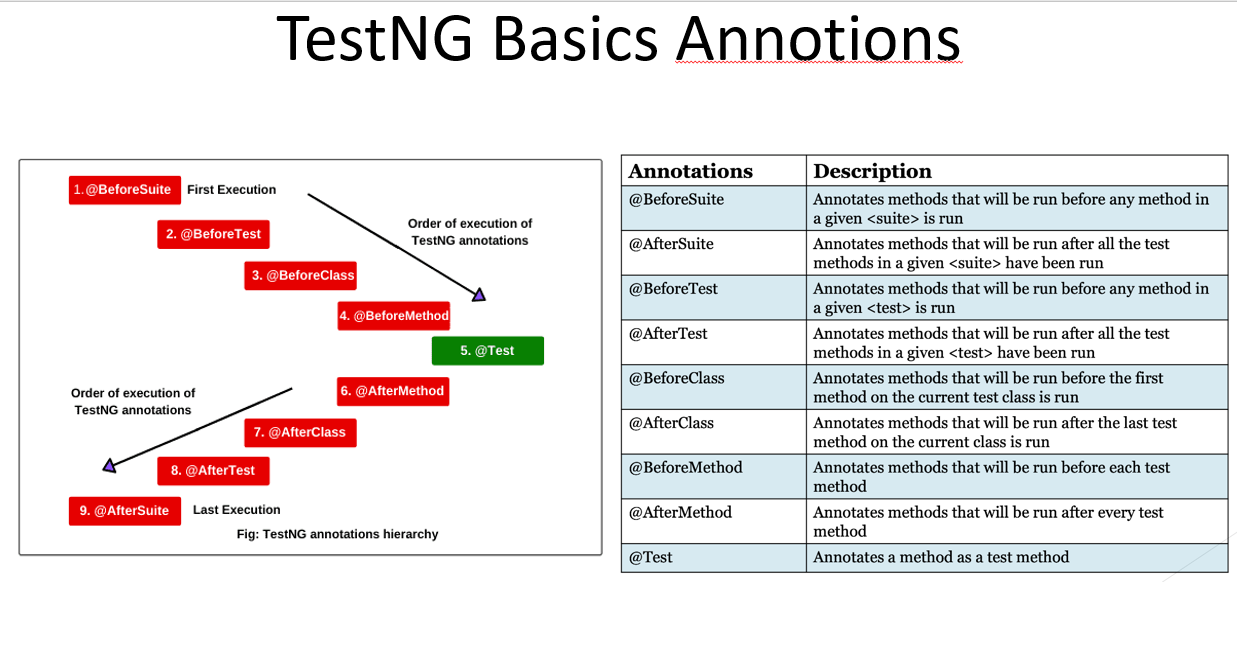 TestNG Basics Annotions
1.@BeforeSuite First Execution
2. @BeforeTest
3. @BeforeClass
4. @BeforeMethod
5. @Test
Order of execution of
TestNG annotations
6. @AfterMethod
7. @AfterClass
8. @AfterTest
9. @AfterSuite Last Execution
Order of execution of
TestNG annotations
Fig: TestNG annotations hierarchy
Annotations Description
@BeforeSuite Annotates methods that will be run before any method in
a given <suite> is run
@AfterSuite Annotates methods that will be run after all the test
methods in a given <suite> have been run
@BeforeTest Annotates methods that will be run before any method in
a given <test> is run
@AfterTest Annotates methods that will be run after all the test
methods in a given <test> have been run
@BeforeClass Annotates methods that will be run before the first
method on the current test class is run
@AfterClass Annotates methods that will be run after the last test
method on the current class is run
@BeforeMethod Annotates methods that will be run before each test
method
@AfterMethod Annotates methods that will be run after every test
method
@Test Annotates a method as a test method